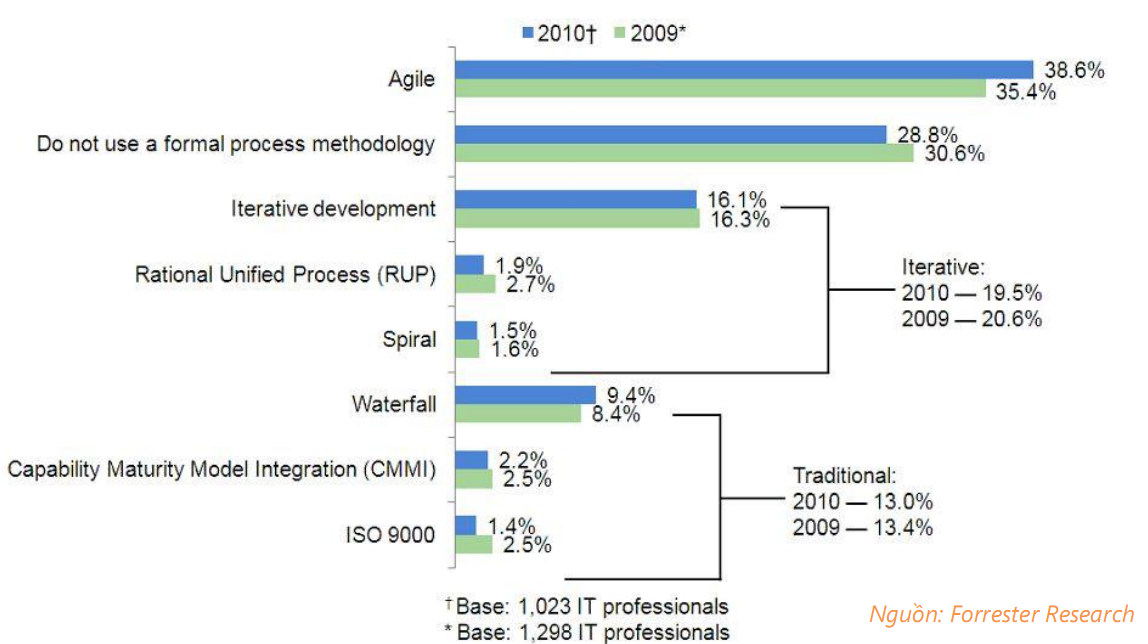 2010† 2009*
Agile
38.6%
35.4%
Do not use a formal process methodology
28.8%
30.6%
Iterative development
16.1%
16.3%
Rational Unified Process (RUP)
1.9%
2.7%
Spiral
1.5%
1.6%
Iterative:
2010 — 19.5%
2009 — 20.6%
Waterfall
9.4%
8.4%
Capability Maturity Model Integration (CMMI)
2.2%
2.5%
ISO 9000
1.4%
2.5%
Traditional:
2010 — 13.0%
2009 — 13.4%
† Base: 1,023 IT professionals
* Base: 1,298 IT professionals
Nguồn: Forrester Research